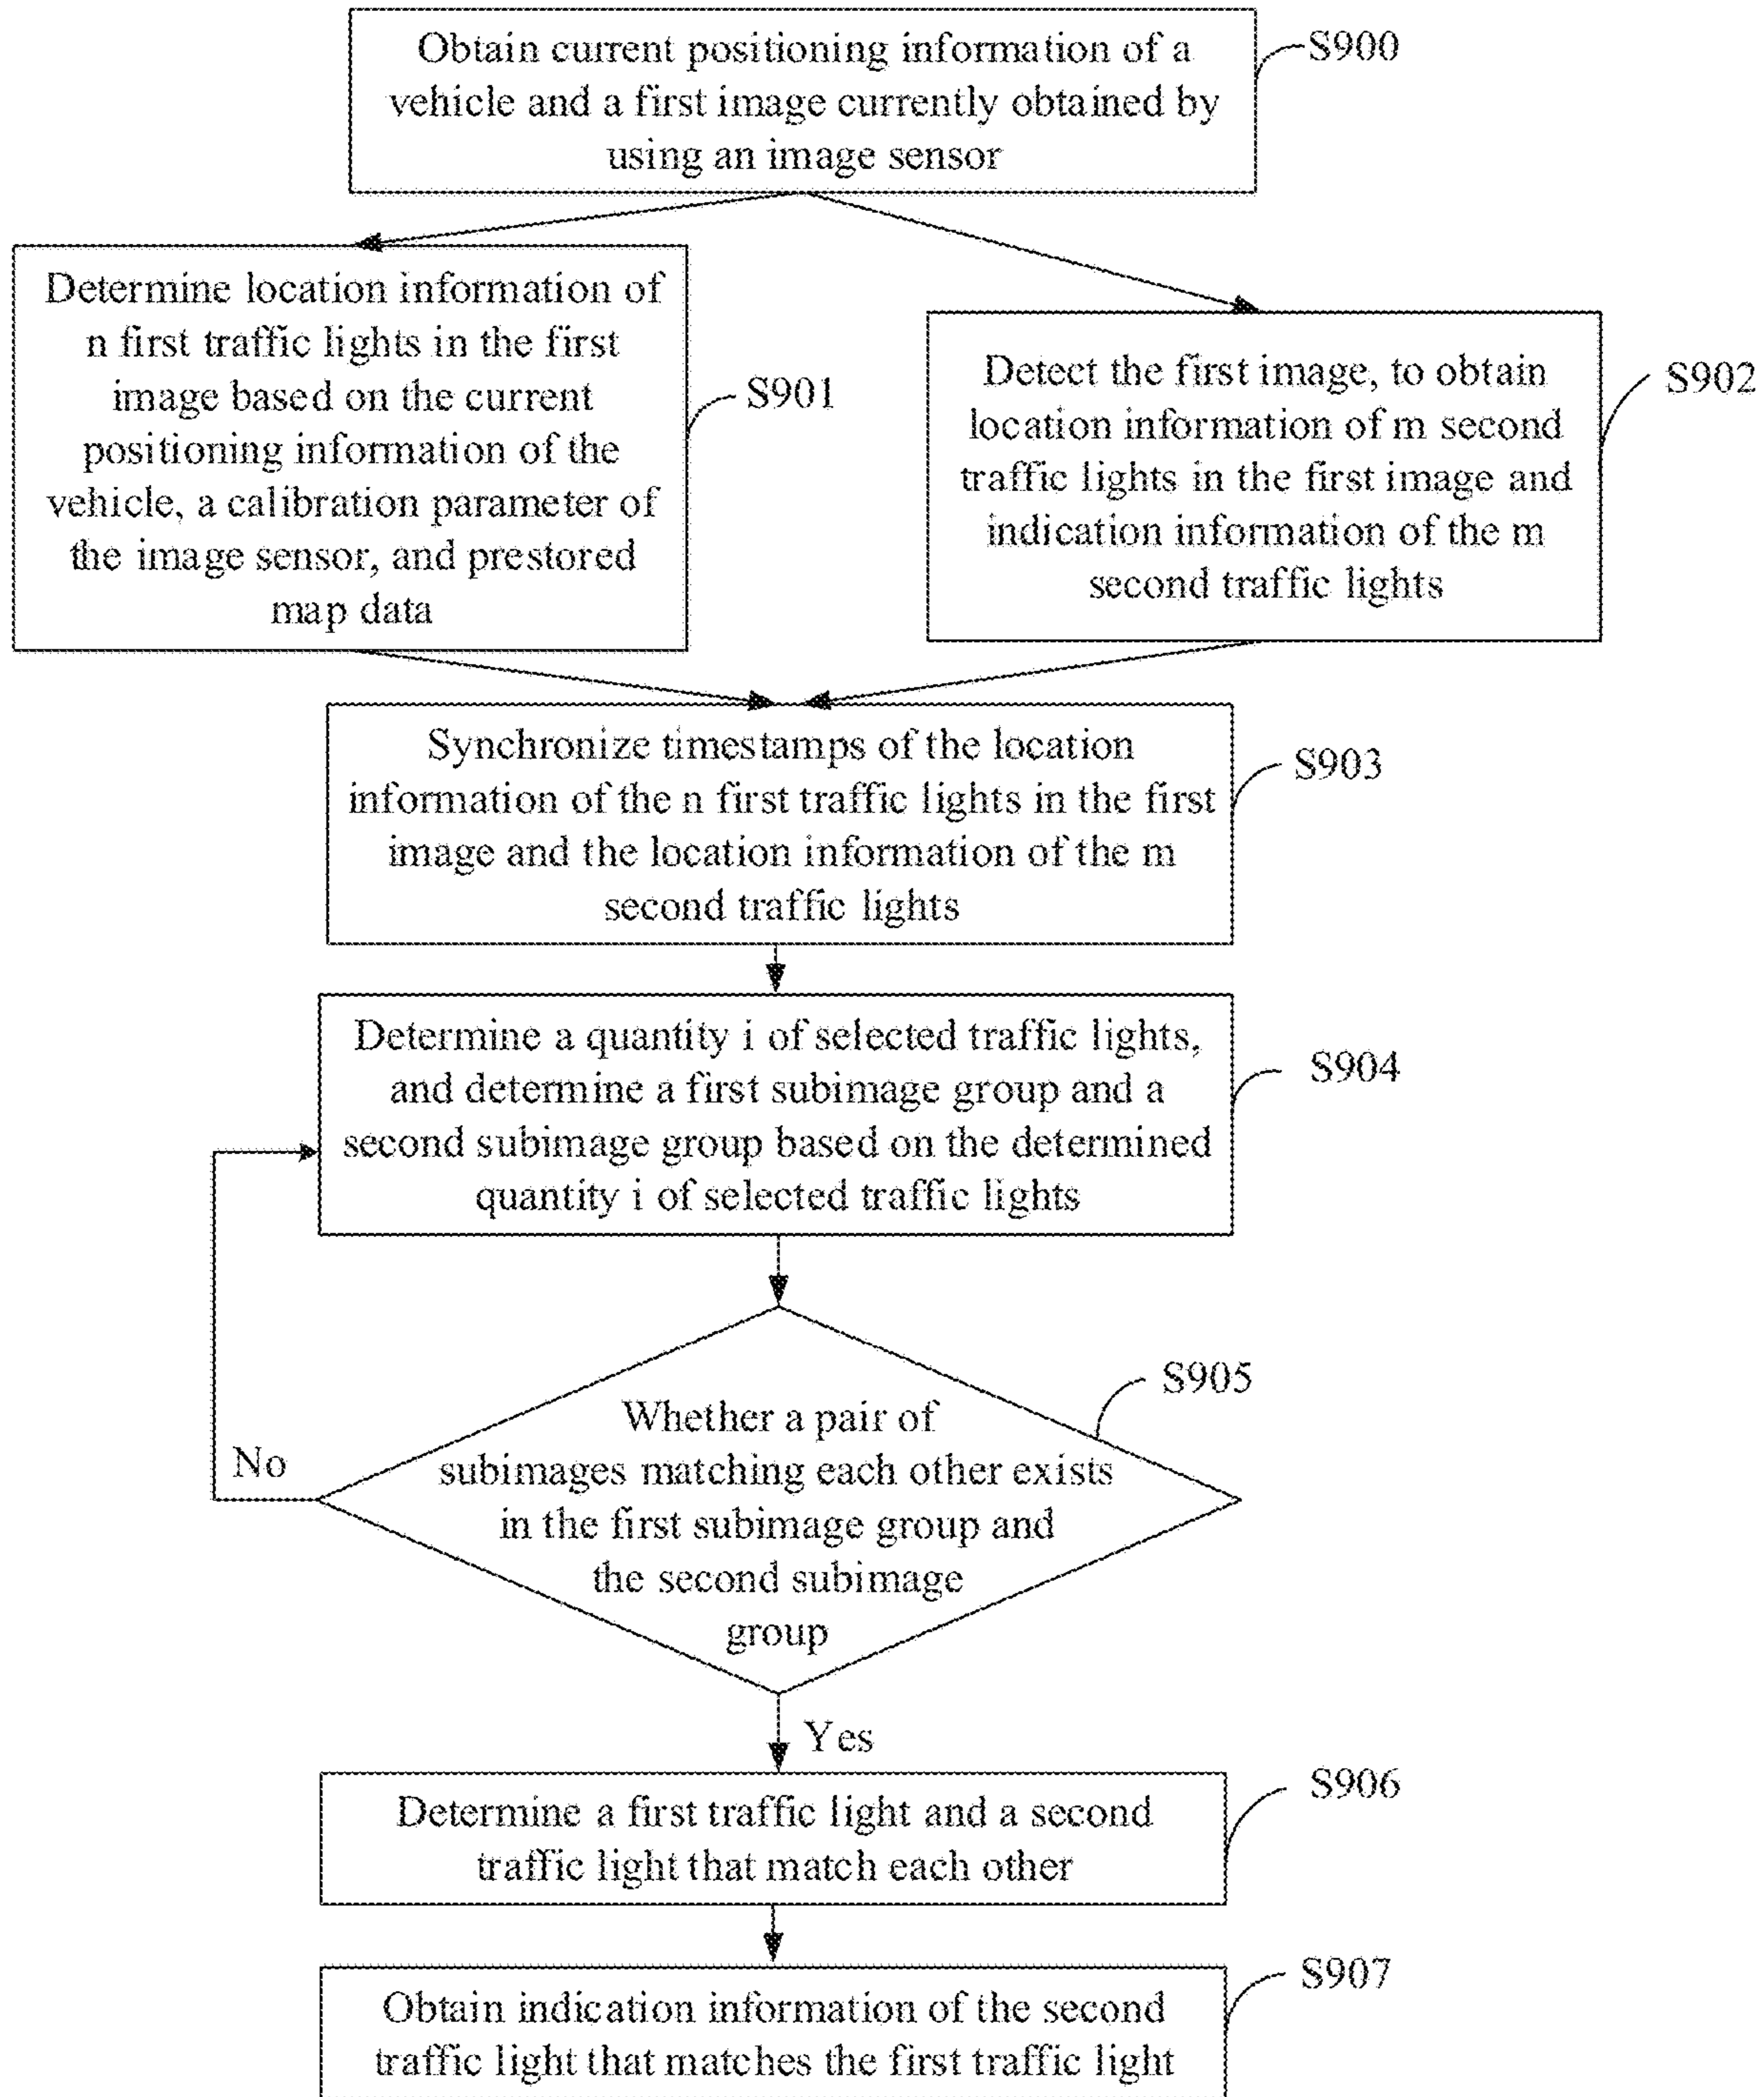 Obtain current positioning information of a
vehicle and a first image currently obtained by
using an image sensor
S900
Determine location information of
n first traffic lights in the first
image based on the current
positioning information of the
vehicle, a calibration parameter of
the image sensor, and prestored
map data
S901
Detect the first image, to obtain
location information of m second
traffic lights in the first image and
indication information of the m
second traffic lights
S902
Synchronize timestamps of the location
information of the n first traffic lights in the first
image and the location information of the m
second traffic lights
S903
Determine a quantity i of selected traffic lights,
and determine a first subimage group and a
second subimage group based on the determined
quantity i of selected traffic lights
S904
Whether a pair of
subimages matching each other exists
in the first subimage group and
the second subimage
group
S905
No
Yes
Determine a first traffic light and a second
traffic light that match each other
S906
Obtain indication information of the second
traffic light that matches the first traffic light
S907